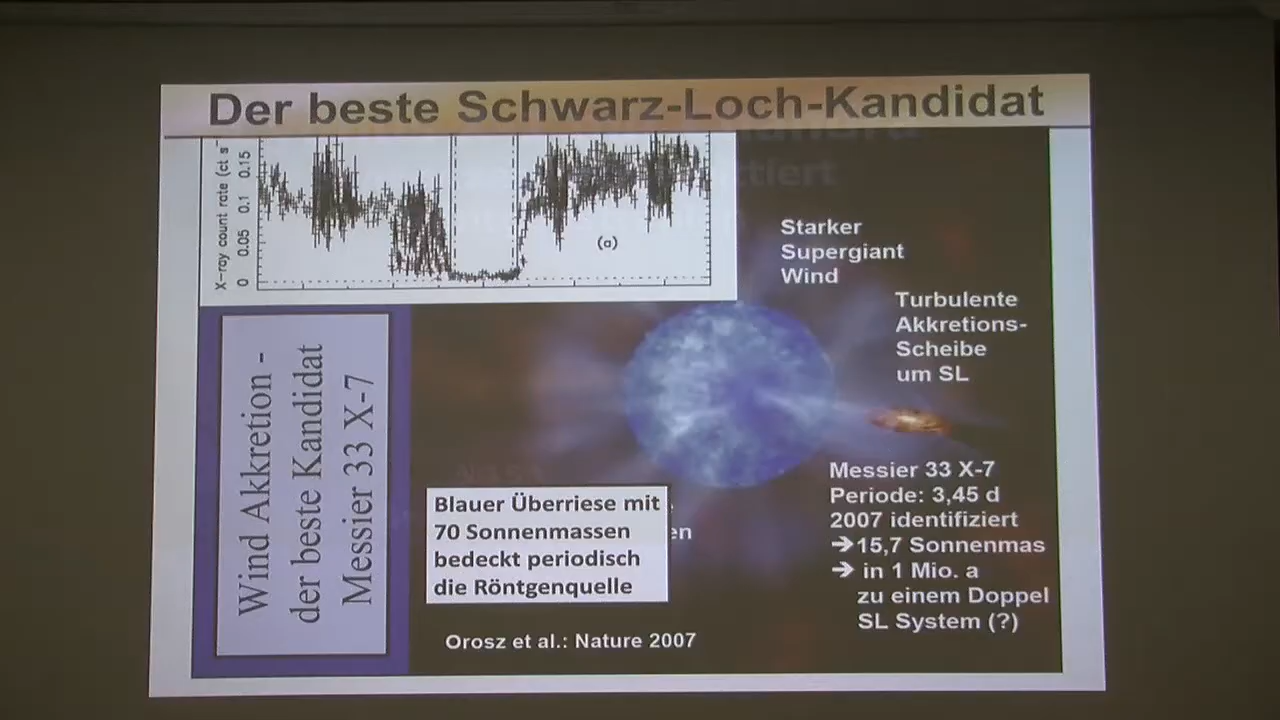 Der beste Schwarz-Loch-Kandidat
X-ray count rate (ct s
0 0.05 0.1 0.15
(a)
Starker
Supergiant
Wind
Turbulente
Akkretions-
Scheibe
um SL
Wind Akkretion -
der beste Kandidat
Messier 33 X-7
Blauer Überriese mit
70 Sonnenmassen
bedeckt periodisch
die Röntgenquelle
en
Messier 33 X-7
Periode: 3,45 d
2007 identifiziert
➔15,7 Sonnenmas
➔ in 1 Mio. a
zu einem Doppel
SL System (?)
Orosz et al.: Nature 2007